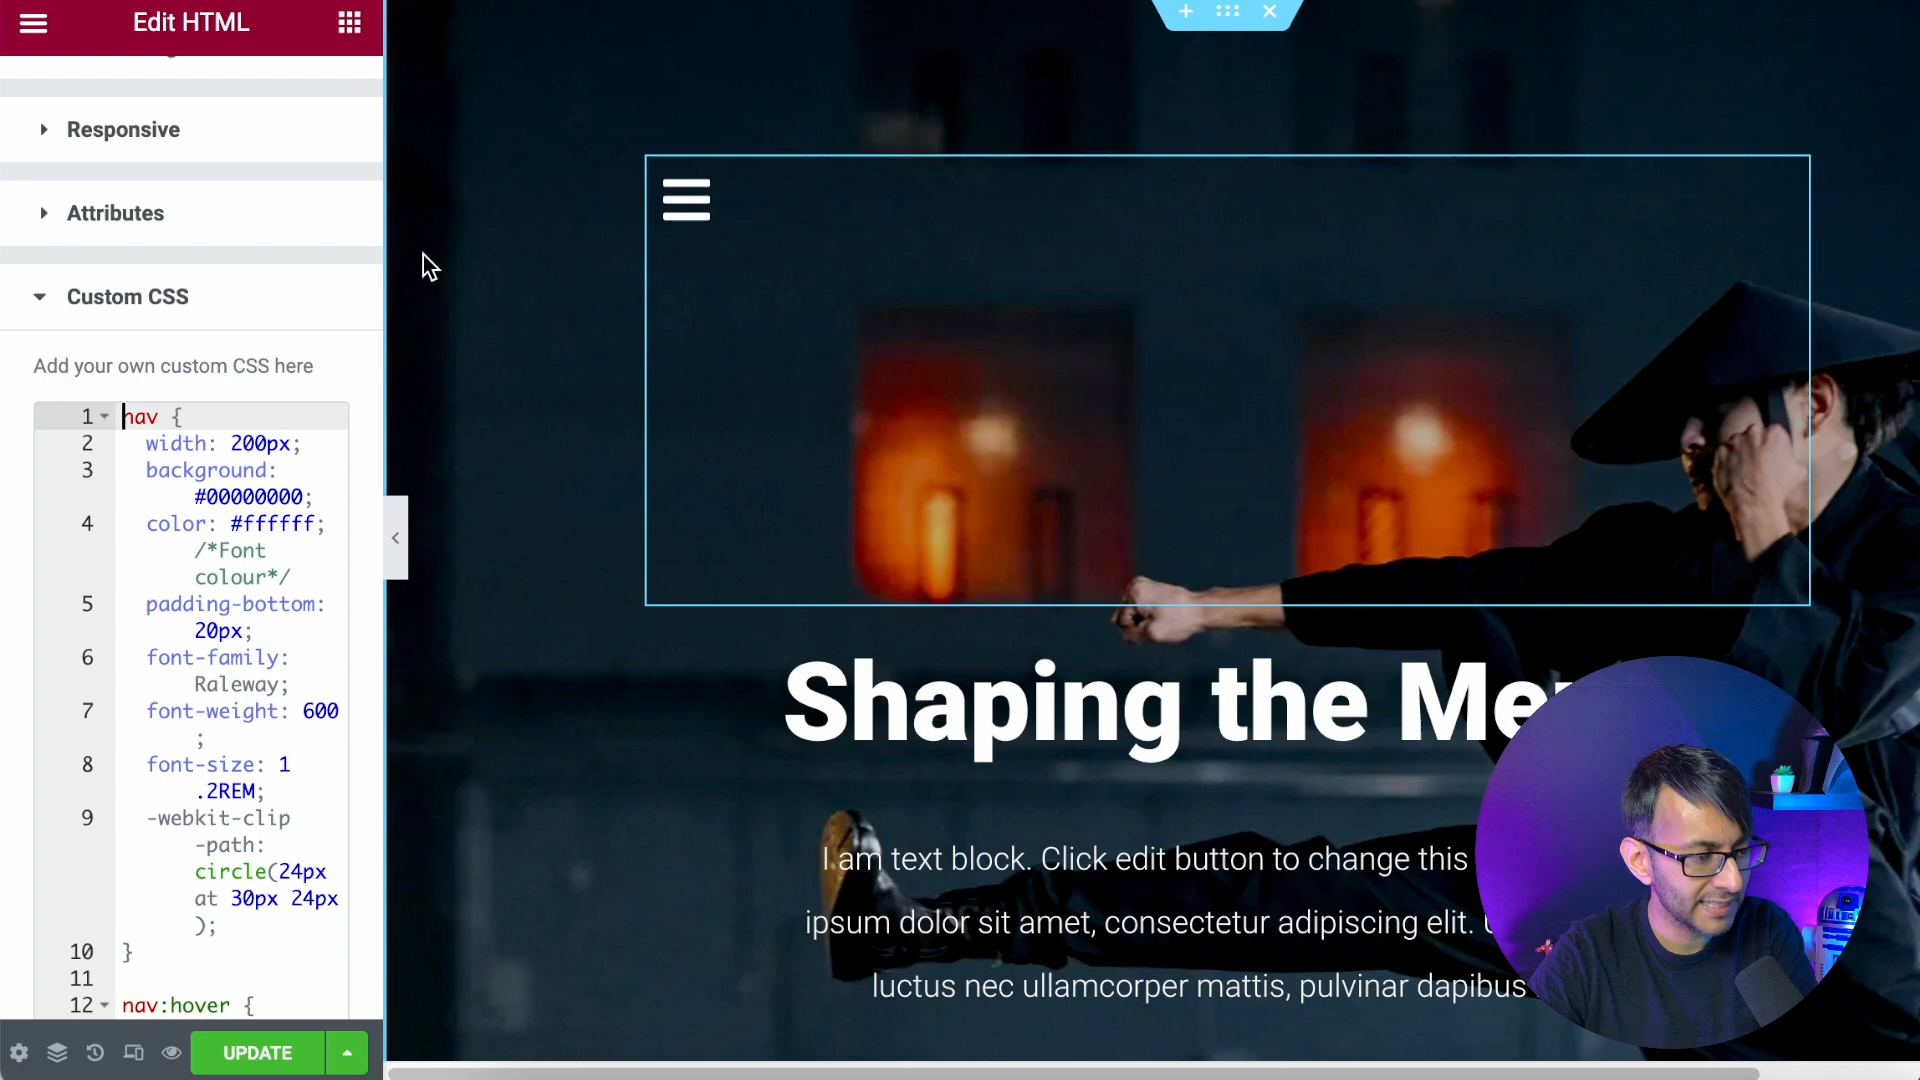 Edit HTML
Responsive
Attributes
Custom CSS
Add your own custom CSS here
1 nav {
2 width: 200px;
3 background:
#00000000;
4 color: #ffffff;
/*Font
colour*/
5 padding-bottom:
20px;
6 font-family:
Raleway;
7 font-weight: 600
;
8 font-size: 1
.2REM;
9 -webkit-clip
-path:
circle(24px
at 30px 24px
);
10 }
11
12 nav:hover {
UPDATE
Shaping the Me
I am text block. Click edit button to change this
ipsum dolor sit amet, consectetur adipiscing elit.
luctus nec ullamcorper mattis, pulvinar dapibus